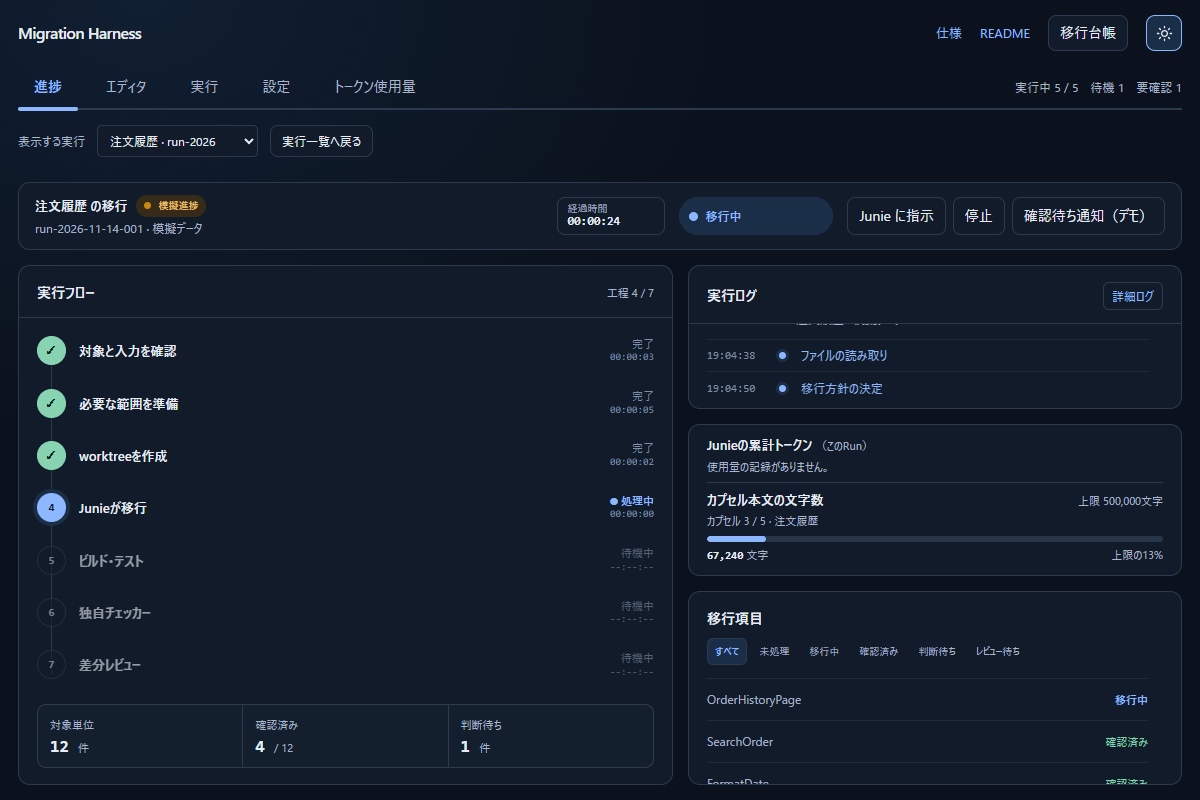 Migration Harness
仕様 README 移行台帳
進捗 エディタ 実行 設定 トークン使用量
実行中 5 / 5 待機 1 要確認 1
表示する実行 注文履歴 · run-2026 実行一覧へ戻る
注文履歴 の移行 模擬進捗
run-2026-11-14-001 · 模擬データ
経過時間
00:00:24
移行中
Junie に指示 停止 確認待ち通知（デモ）
実行フロー 工程 4 / 7
✓ 対象と入力を確認 完了
00:00:03
✓ 必要な範囲を準備 完了
00:00:05
✓ worktreeを作成 完了
00:00:02
4 Junieが移行 処理中
00:00:00
5 ビルド・テスト 待機中
--:--:--
6 独自チェッカー 待機中
--:--:--
7 差分レビュー 待機中
--:--:--
対象単位 確認済み 判断待ち
12 件 4 / 12 1 件
実行ログ 詳細ログ
19:04:38 ファイルの読み取り
19:04:50 移行方針の決定
Junieの累計トークン （このRun）
使用量の記録がありません。
カプセル本文の文字数 上限 500,000文字
カプセル 3 / 5 · 注文履歴
67,240 文字 上限の13%
移行項目
すべて 未処理 移行中 確認済み 判断待ち レビュー待ち
OrderHistoryPage 移行中
SearchOrder 確認済み
FormatDate 確認済み